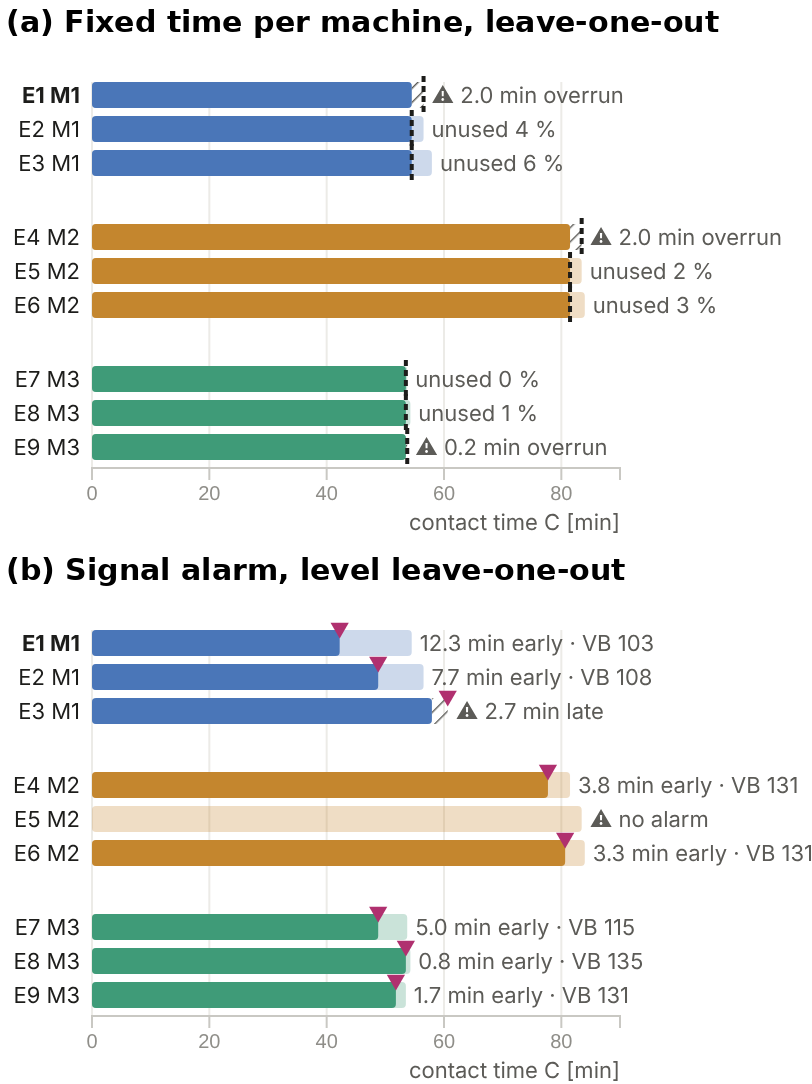 (a) Fixed time per machine, leave-one-out
E1 M1 2.0 min overrun
E2 M1 unused 4 %
E3 M1 unused 6 %
E4 M2 2.0 min overrun
E5 M2 unused 2 %
E6 M2 unused 3 %
E7 M3 unused 0 %
E8 M3 unused 1 %
E9 M3 0.2 min overrun
0 20 40 60 80
contact time C [min]
(b) Signal alarm, level leave-one-out
E1 M1 12.3 min early · VB 103
E2 M1 7.7 min early · VB 108
E3 M1 2.7 min late
E4 M2 3.8 min early · VB 131
E5 M2 no alarm
E6 M2 3.3 min early · VB 131
E7 M3 5.0 min early · VB 115
E8 M3 0.8 min early · VB 135
E9 M3 1.7 min early · VB 131
0 20 40 60 80
contact time C [min]